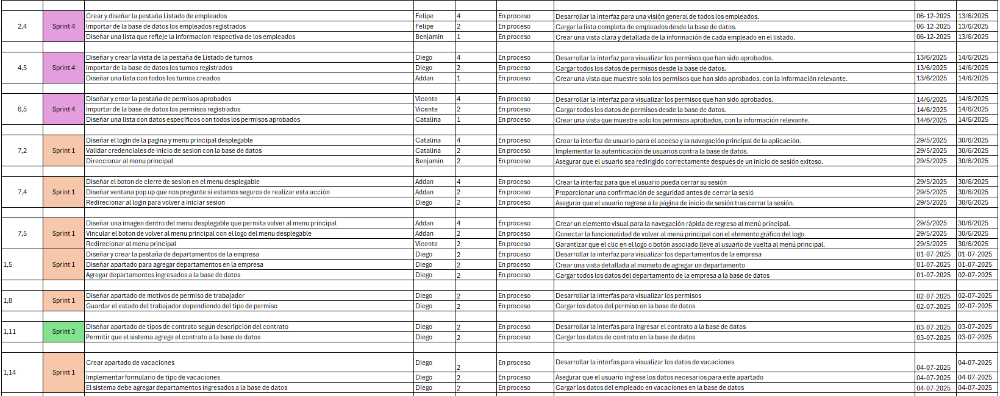 Crear y diseñar la pestaña Listado de empleados Felipe 4 En proceso Desarrollar la interfaz para una visión general de todos los empleados. 06-12-2025 13/6/2025
2,4 Sprint 4 Importar de la base de datos los empleados registrados Felipe 2 En proceso Cargar la lista completa de empleados desde la base de datos. 06-12-2025 13/6/2025
Diseñar una lista que refleje la informacion respectiva de los empleados Benjamin 1 En proceso Crear una vista clara y detallada de la información de cada empleado en el listado. 06-12-2025 13/6/2025
Diseñar y crear la vista de la pestaña de Listado de turnos Diego 4 En proceso Desarrollar la interfaz para visualizar los permisos que han sido aprobados. 13/6/2025 14/6/2025
4,5 Sprint 4 Importar de la base de datos los turnos registrados Diego 2 En proceso Cargar todos los datos de permisos desde la base de datos. 13/6/2025 14/6/2025
Diseñar una lista con todos los turnos creados Addan 1 En proceso Crear una vista que muestre solo los permisos que han sido aprobados, con la información relevante. 13/6/2025 14/6/2025
Diseñar y crear la pestaña de permisos aprobados Vicente 4 En proceso Desarrollar la interfaz para visualizar los permisos que han sido aprobados. 14/6/2025 14/6/2025
6,5 Sprint 4 Importar de la base de datos los permisos registrados Vicente 2 En proceso Cargar todos los datos de permisos desde la base de datos. 14/6/2025 14/6/2025
Diseñar una lista con datos especificos con todos los permisos aprobados Catalina 1 En proceso Crear una vista que muestre solo los permisos aprobados, con la información relevante. 14/6/2025 14/6/2025
Diseñar el login de la pagina y menu principal desplegable Catalina 4 En proceso Crear la interfaz de usuario para el acceso y la navegación principal de la aplicación. 29/5/2025 30/6/2025
7,2 Sprint 1 Validar credenciales de inicio de sesion con la base de datos Catalina 2 En proceso Implementar la autenticación de usuarios contra la base de datos. 29/5/2025 30/6/2025
Direccionar al menu principal Benjamin 2 En proceso Asegurar que el usuario sea redirigido correctamente después de un inicio de sesión exitoso. 29/5/2025 30/6/2025
Diseñar el boton de cierre de sesion en el menu desplegable Addan 4 En proceso Crear la interfaz para que el usuario pueda cerrar su sesión 29/5/2025 30/6/2025
7,4 Sprint 1 Diseñar ventana pop up que nos pregunte si estamos seguros de realizar esta acción Addan 2 En proceso Proporcionar una confirmación de seguridad antes de cerrar la sesió 29/5/2025 30/6/2025
Redirecionar al login para volver a iniciar sesion Diego 2 En proceso Asegurar que el usuario regrese a la página de inicio de sesión tras cerrar la sesión. 29/5/2025 30/6/2025
Diseñar una imagen dentro del menu desplegable que permita volver al menu principal Addan 4 En proceso Crear un elemento visual para la navegación rápida de regreso al menú principal. 29/5/2025 30/6/2025
7,5 Sprint 1 Vincular el boton de volver al menu principal con el logo del menu desplegable Addan 2 En proceso Conectar la funcionalidad de volver al menú principal con el elemento gráfico del logo. 29/5/2025 30/6/2025
Redirecionar al menu principal Vicente 2 En proceso Garantizar que el clic en el logo o botón asociado lleve al usuario de vuelta al menú principal. 29/5/2025 30/6/2025
Diseñar y crear la pestaña de departamentos de la empresa Diego 2 En proceso Desarrollar la interfaz para visualizar los departamentos de la empresa 01-07-2025 01-07-2025
1,5 Sprint 1 Diseñar apartado para agregar departamentos en la empresa Diego 2 En proceso Crear una vista detallada al mometo de agregar un departamento 01-07-2025 01-07-2025
Agregar departamentos ingresados a la base de datos Diego 2 En proceso Cargar todos los datos del departamento de la empresa a la base de datos 01-07-2025 02-07-2025
1,8 Sprint 1 Diseñar apartado de motivos de permiso de trabajador Diego 2 En proceso Desarrollar la interfas para visualizar los permisos 02-07-2025 02-07-2025
Guardar el estado del trabajador dependiendo del tipo de permiso Diego 2 En proceso Cargar los datos del permiso en la base de datos 02-07-2025 02-07-2025
1,11 Sprint 3 Diseñar apartado de tipos de contrato según descripción del contrato Diego 2 En proceso Desarrollar la interfas para ingresar el contrato a la base de datos 03-07-2025 03-07-2025
Permitir que el sistema agrege el contrato a la base de datos Diego 2 En proceso Cargar los datos de contrato en la base de datos 03-07-2025 03-07-2025
Crear apartado de vacaciones Diego 2 En proceso Desarrollar la interfas para visualizar los datos de vacaciones 04-07-2025 04-07-2025
1,14 Sprint 1 Implementar formulario de tipo de vacaciones Diego 2 En proceso Asegurar que el usuario ingrese los datos necesarios para este apartado 04-07-2025 04-07-2025
El sistema debe agregar departamentos ingresados a la base de datos Diego 2 En proceso Cargar los datos del empleado en vacaciones en la base de datos 04-07-2025 04-07-2025